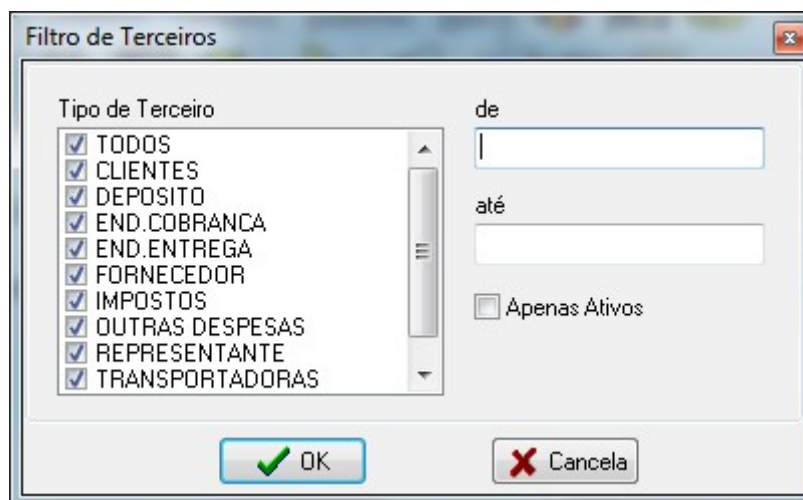 Filtro de Terceiros
Tipo de Terceiro
TODOS
CLIENTES
DEPOSITO
END.COBRANCA
END.ENTREGA
FORNECEDOR
IMPOSTOS
OUTRAS DESPESAS
REPRESENTANTE
TRANSPORTADORAS
de
até
Apenas Ativos
OK
Cancela